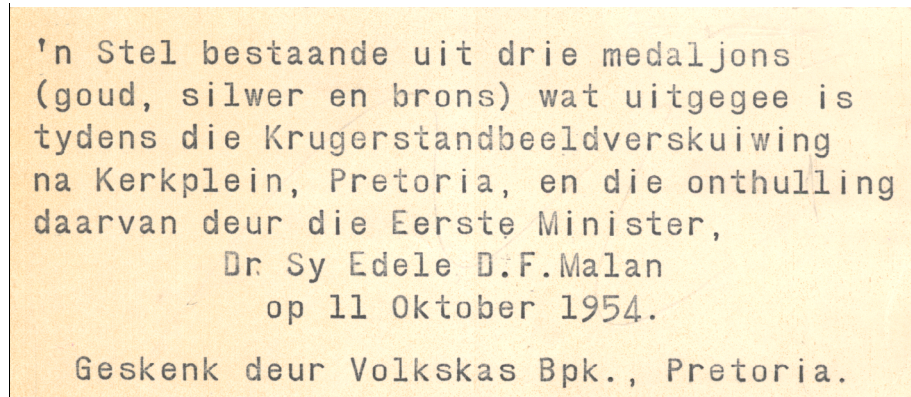 'n Stel bestaande uit drie medaljons
(goud, silwer en brons) wat uitgegee is
tydens die Krugerstandbeeldverskuiwing
na Kerkplein, Pretoria, en die onthulling
daarvan deur die Eerste Minister,
Dr Sy Edele D.F.Malan
op 11 Oktober 1954.
Geskenk deur Volkskas Bpk., Pretoria.